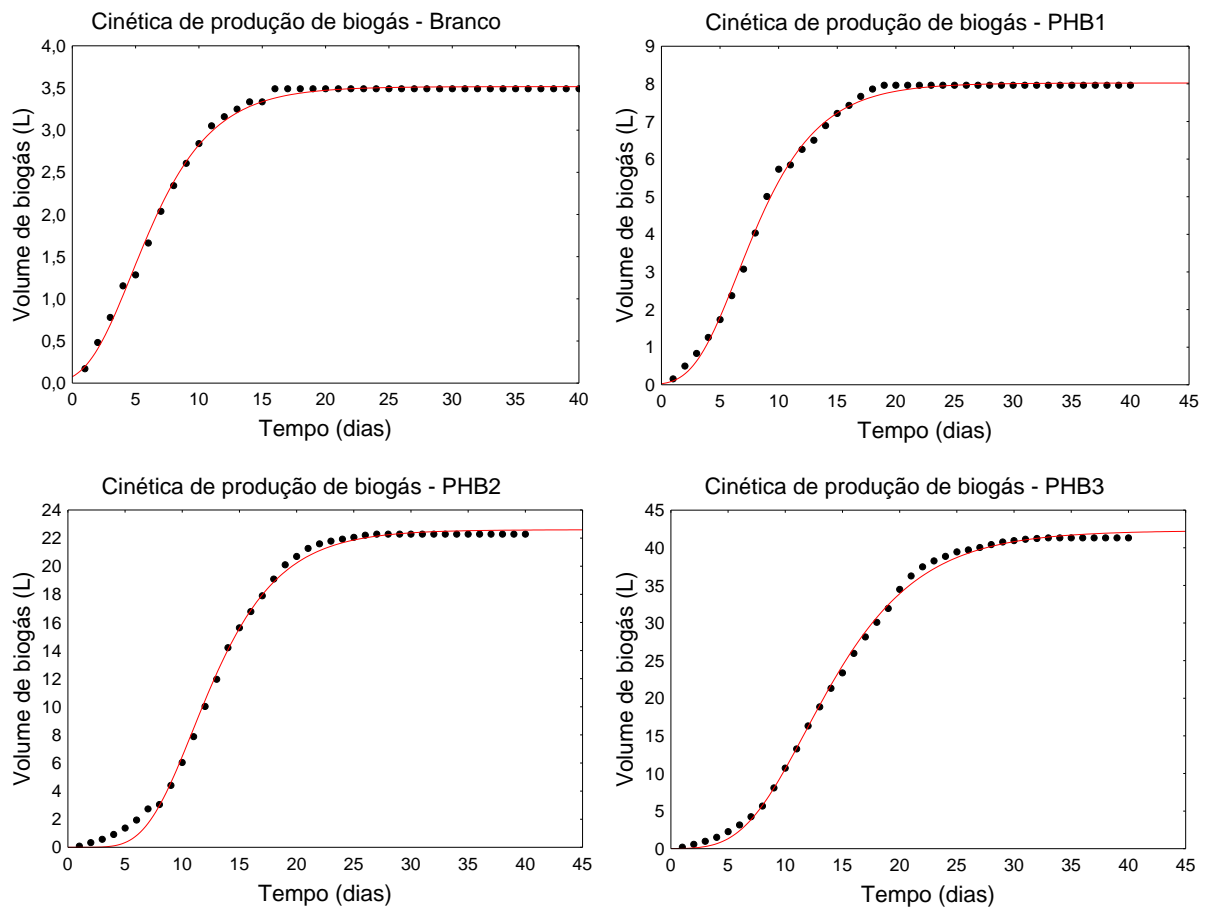 Cinética de produção de biogás - Branco
Volume de biogás (L)
4,0
3,5
3,0
2,5
2,0
1,5
1,0
0,5
0,0
0 5 10 15 20 25 30 35 40
Tempo (dias)
Cinética de produção de biogás - PHB1
Volume de biogás (L)
9
8
7
6
5
4
3
2
1
0
0 5 10 15 20 25 30 35 40 45
Tempo (dias)
Cinética de produção de biogás - PHB2
Volume de biogás (L)
24
22
20
18
16
14
12
10
8
6
4
2
0
0 5 10 15 20 25 30 35 40 45
Tempo (dias)
Cinética de produção de biogás - PHB3
Volume de biogás (L)
45
40
35
30
25
20
15
10
5
0
0 5 10 15 20 25 30 35 40 45
Tempo (dias)